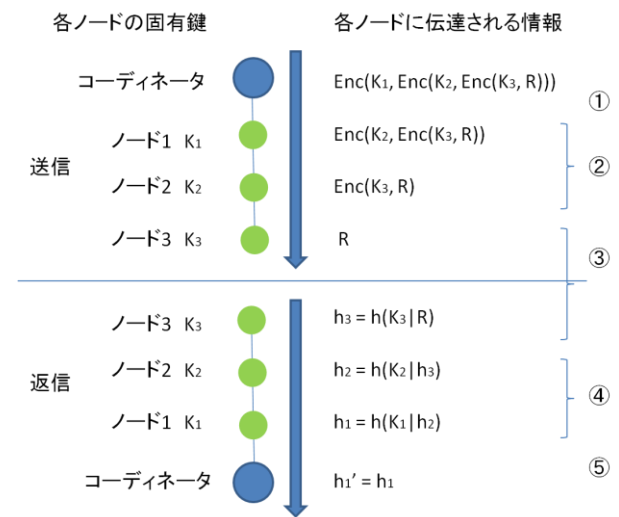 各ノードの固有鍵 各ノードに伝達される情報
コーディネータ Enc(K1, Enc(K2, Enc(K3, R)))
①
ノード1 K1 Enc(K2, Enc(K3, R))
送信 ②
ノード2 K2 Enc(K3, R)
ノード3 K3 R
③
ノード3 K3 h3 = h(K3|R)
ノード2 K2 h2 = h(K2|h3)
返信 ④
ノード1 K1 h1 = h(K1|h2)
⑤
コーディネータ h1’ = h1